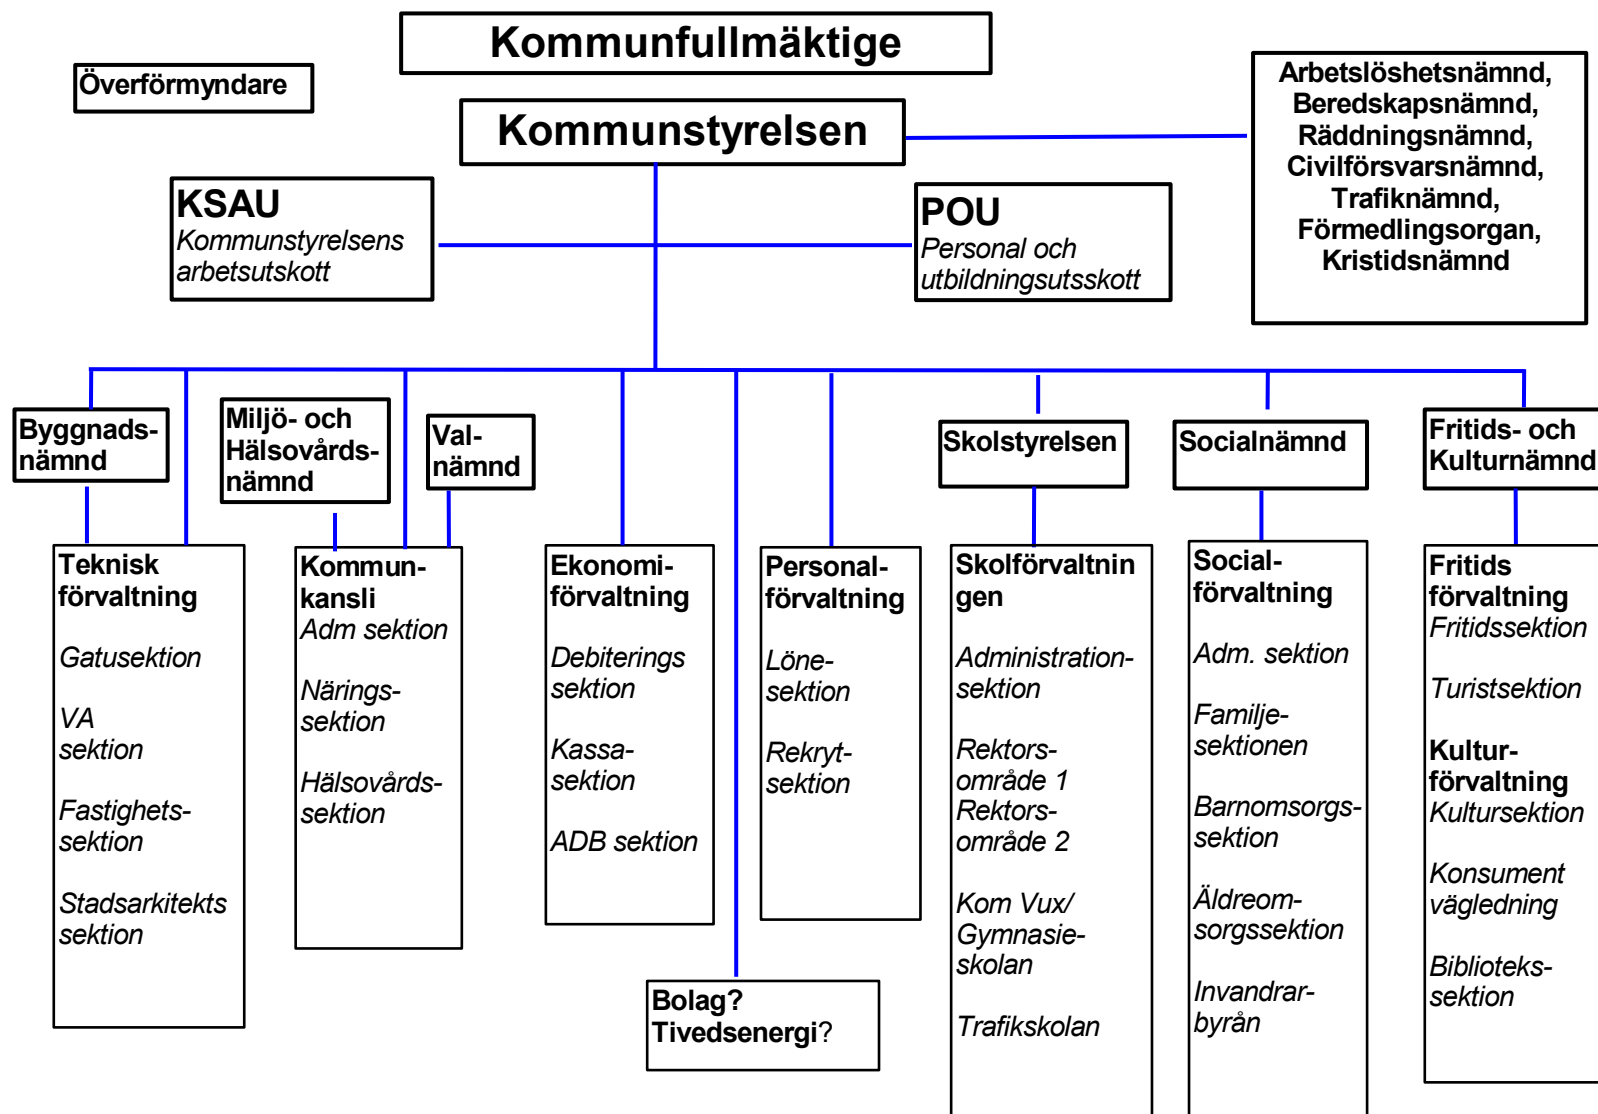 Kommunfullmäktige
Överförmyndare
Kommunstyrelsen
Arbetslöshetsnämnd,
Beredskapsnämnd,
Räddningsnämnd,
Civilförsvarsnämnd,
Trafiknämnd,
Förmedlingsorgan,
Kristidsnämnd
KSAU
Kommunstyrelsens
arbetsutskott
POU
Personal och
utbildningsutsskott
Byggnads-
nämnd
Miljö- och
Hälsovårds-
nämnd
Val-
nämnd
Skolstyrelsen
Socialnämnd
Fritids- och
Kulturnämnd
Teknisk
förvaltning
Gatusektion
VA
sektion
Fastighets-
sektion
Stadsarkitekts
sektion
Kommun-
kansli
Adm sektion
Närings-
sektion
Hälsovårds-
sektion
Ekonomi-
förvaltning
Debiterings
sektion
Kassa-
sektion
ADB sektion
Personal-
förvaltning
Löne-
sektion
Rekryt-
sektion
Skolförvaltnin
gen
Administration-
sektion
Rektors-
område 1
Rektors-
område 2
Kom Vux/
Gymnasie-
skolan
Trafikskolan
Social-
förvaltning
Adm. sektion
Familje-
sektionen
Barnomsorgs-
sektion
Äldreom-
sorgssektion
Invandrar-
byrån
Fritids
förvaltning
Fritidssektion
Turistsektion
Kultur-
förvaltning
Kultursektion
Konsument
vägledning
Biblioteks-
sektion
Bolag?
Tivedsenergi?